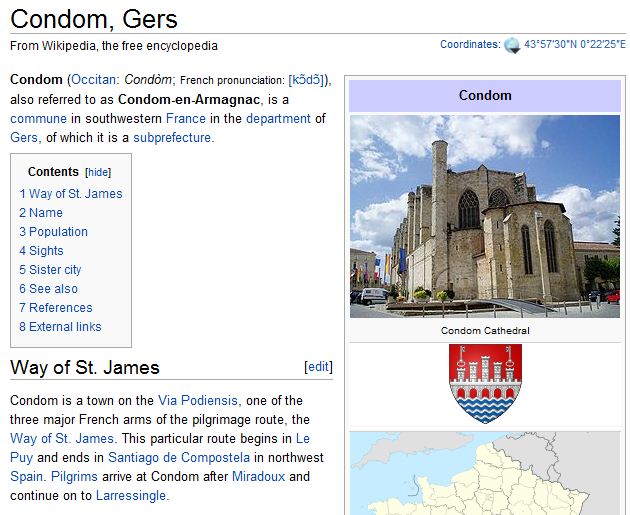 Condom, Gers
From Wikipedia, the free encyclopedia
Coordinates: 43°57′30″N 0°22′25″E
Condom (Occitan: Condòm; French pronunciation: [kɔ̃dɔ̃]),
also referred to as Condom-en-Armagnac, is a
commune in southwestern France in the department of
Gers, of which it is a subprefecture.
Contents [hide]
1 Way of St. James
2 Name
3 Population
4 Sights
5 Sister city
6 See also
7 References
8 External links
Way of St. James
[edit]
Condom is a town on the Via Podiensis, one of the
three major French arms of the pilgrimage route, the
Way of St. James. This particular route begins in Le
Puy and ends in Santiago de Compostela in northwest
Spain. Pilgrims arrive at Condom after Miradoux and
continue on to Larressingle.
Condom
Condom Cathedral